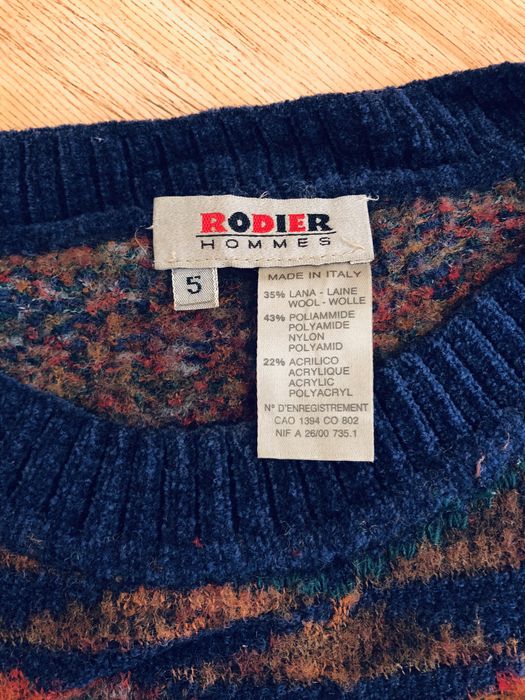 RODIER
HOMMES
5
MADE IN ITALY
35% LANA - LAINE
WOOL - WOLLE
43% POLIAMMIDE
POLYAMIDE
NYLON
POLYAMID
22% ACRILICO
ACRYLIQUE
ACRYLIC
POLYACRYL
N° D'ENREGISTREMENT
CAO 1394 CO 802
NIF A 26/00 735.1